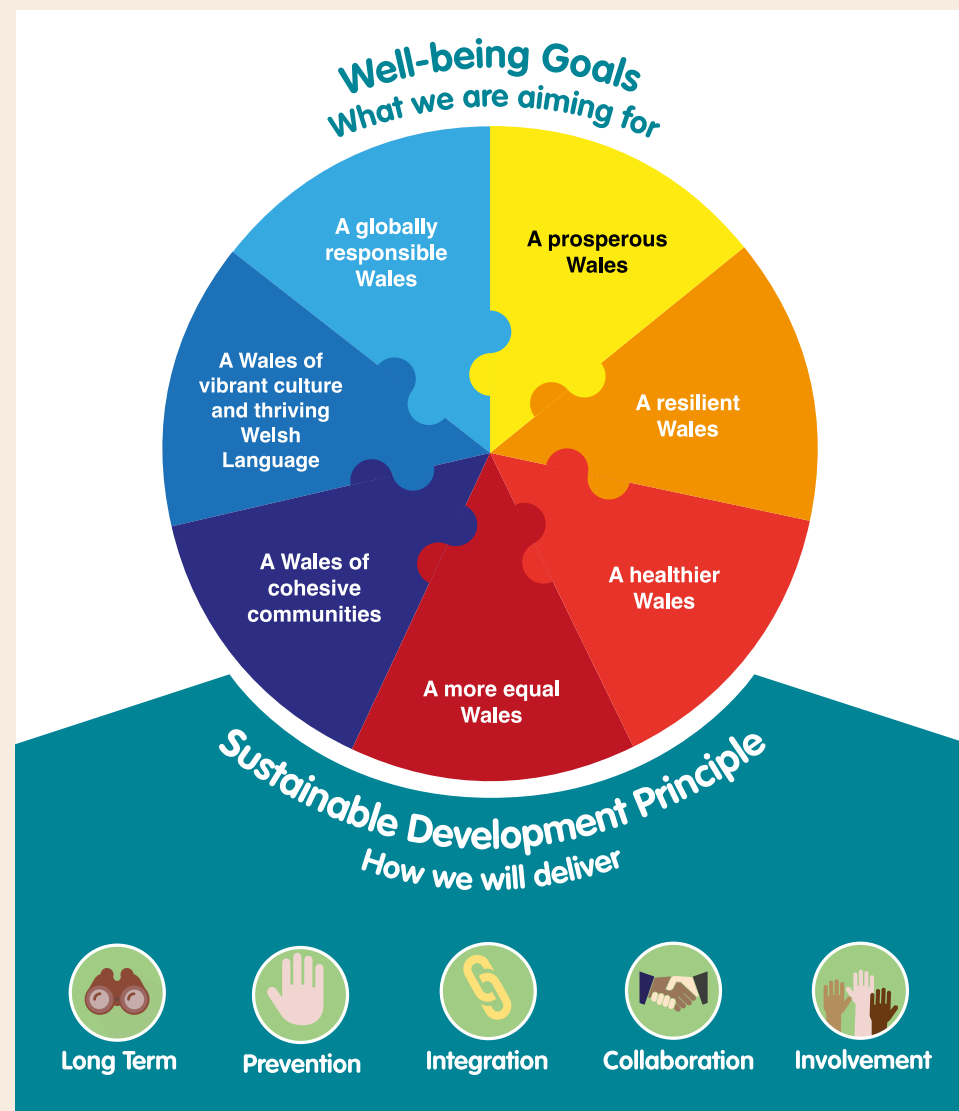 Well-being Goals
What we are aiming for
A prosperous
Wales
A resilient
Wales
A healthier
Wales
A more equal
Wales
A Wales of
cohesive
communities
A Wales of
vibrant culture
and thriving
Welsh
Language
A globally
responsible
Wales
Sustainable Development Principle
How we will deliver
Long Term
Prevention
Integration
Collaboration
Involvement